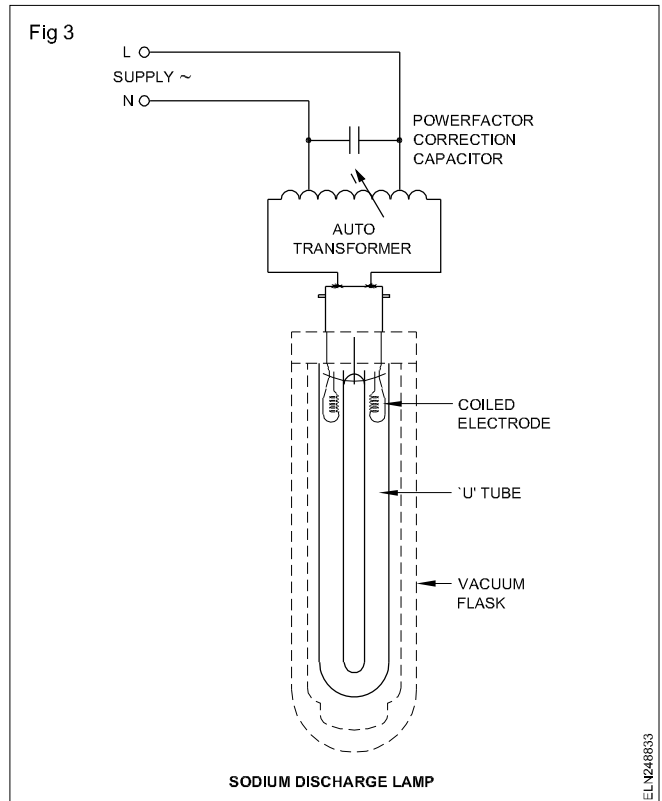 Fig 3
L
SUPPLY ~
N
POWERFACTOR
CORRECTION
CAPACITOR
AUTO
TRANSFORMER
COILED
ELECTRODE
`U' TUBE
VACUUM
FLASK
SODIUM DISCHARGE LAMP
ELN248833